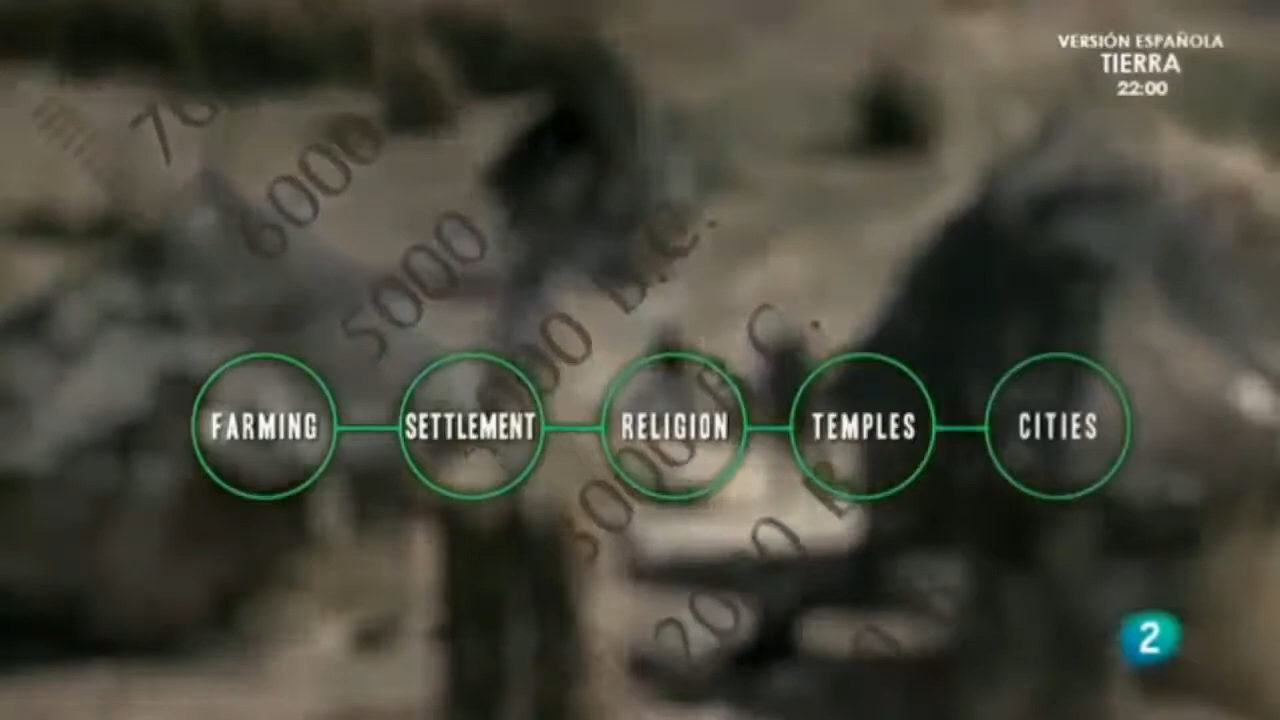 VERSIÓN ESPAÑOLA
TIERRA
22:00
6000
5000
B.C.
FARMING
SETTLEMENT
RELIGION
TEMPLES
CITIES
2